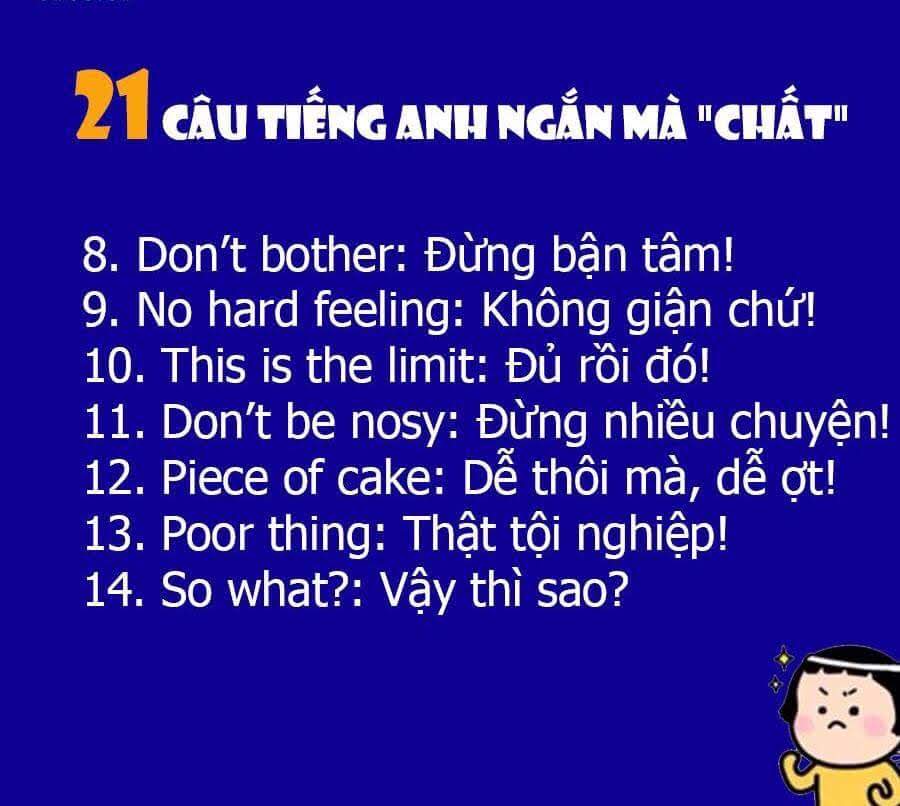 21 CÂU TIẾNG ANH NGẮN MÀ "CHẤT"
8. Don’t bother: Đừng bận tâm!
9. No hard feeling: Không giận chứ!
10. This is the limit: Đủ rồi đó!
11. Don’t be nosy: Đừng nhiều chuyện!
12. Piece of cake: Dễ thôi mà, dễ ợt!
13. Poor thing: Thật tội nghiệp!
14. So what?: Vậy thì sao?